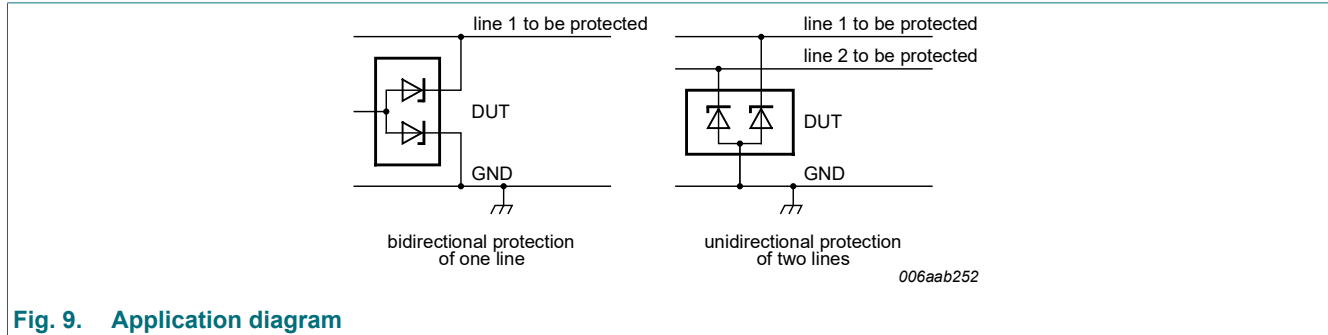 line 1 to be protected
DUT
GND
bidirectional protection
of one line
line 1 to be protected
line 2 to be protected
DUT
GND
unidirectional protection
of two lines
006aab252
Fig. 9. Application diagram